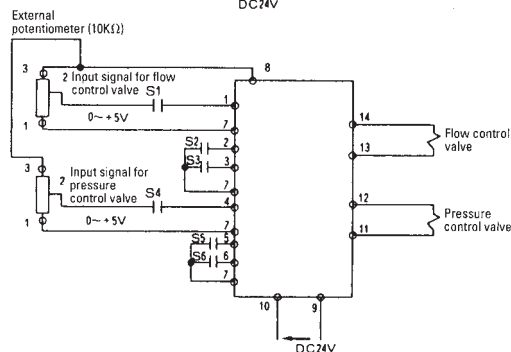 DC24V
External
potentiometer (10KΩ)
3
8
2 Input signal for flow
control valve
S1
1
0～+5V
1
7
S2
2
S3
3
7
14
Flow control
valve
13
3
Input signal for
2
pressure
control valve
S4
4
0～+5V
1
7
12
Pressure
control valve
11
S5
5
S6
6
7
10
9
DC24V